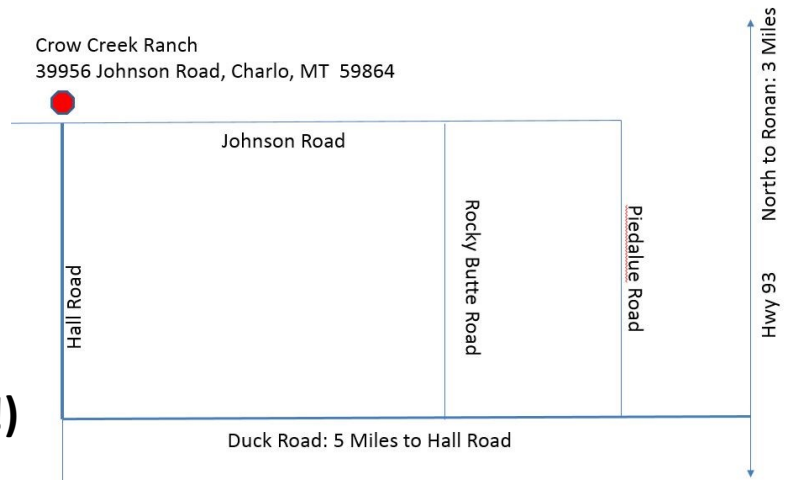 Crow Creek Ranch
39956 Johnson Road, Charlo, MT 59864
Johnson Road
Hall Road
Rocky Butte Road
Piedalue Road
Hwy 93
North to Ronan: 3 Miles
)
Duck Road: 5 Miles to Hall Road